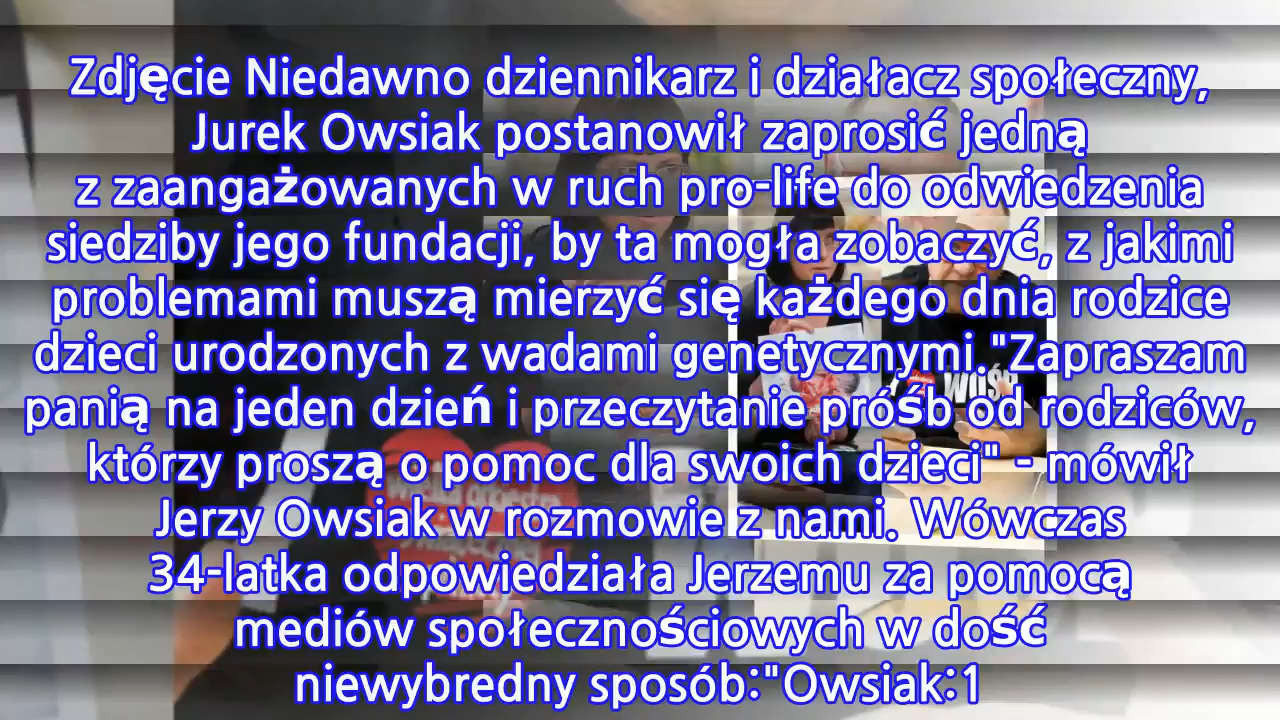 Zdjęcie Niedawno dziennikarz i działacz społeczny,
Jurek Owsiak postanowił zaprosić jedną
z zaangażowanych w ruch pro-life do odwiedzenia
siedziby jego fundacji, by ta mogła zobaczyć, z jakimi
problemami muszą mierzyć się każdego dnia rodzice
dzieci urodzonych z wadami genetycznymi."Zapraszam
panią na jeden dzień i przeczytanie próśb od rodziców,
którzy proszą o pomoc dla swoich dzieci" - mówił
Jerzy Owsiak w rozmowie z nami. Wówczas
34-latka odpowiedziała Jerzemu za pomocą
mediów społecznościowych w dość
niewybredny sposób:"Owsiak:1